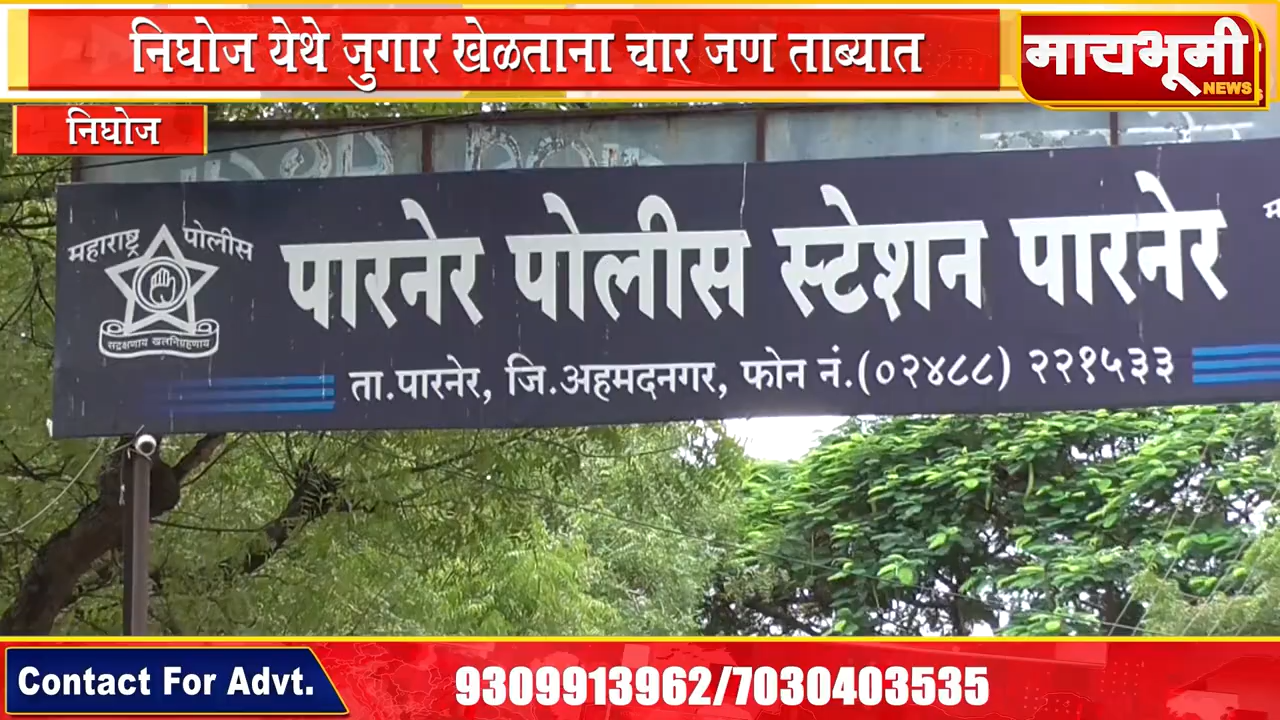 निघोज येथे जुगार खेळताना चार जण ताब्यात
मायभूमी
NEWS
निघोज
महाराष्ट्र पोलीस
सद्रक्षणाय खलनिग्रहणाय
पारनेर पोलीस स्टेशन पारनेर
ता.पारनेर, जि.अहमदनगर, फोन नं.(०२४८८) २२१५३३
Contact For Advt.
9309913962/7030403535